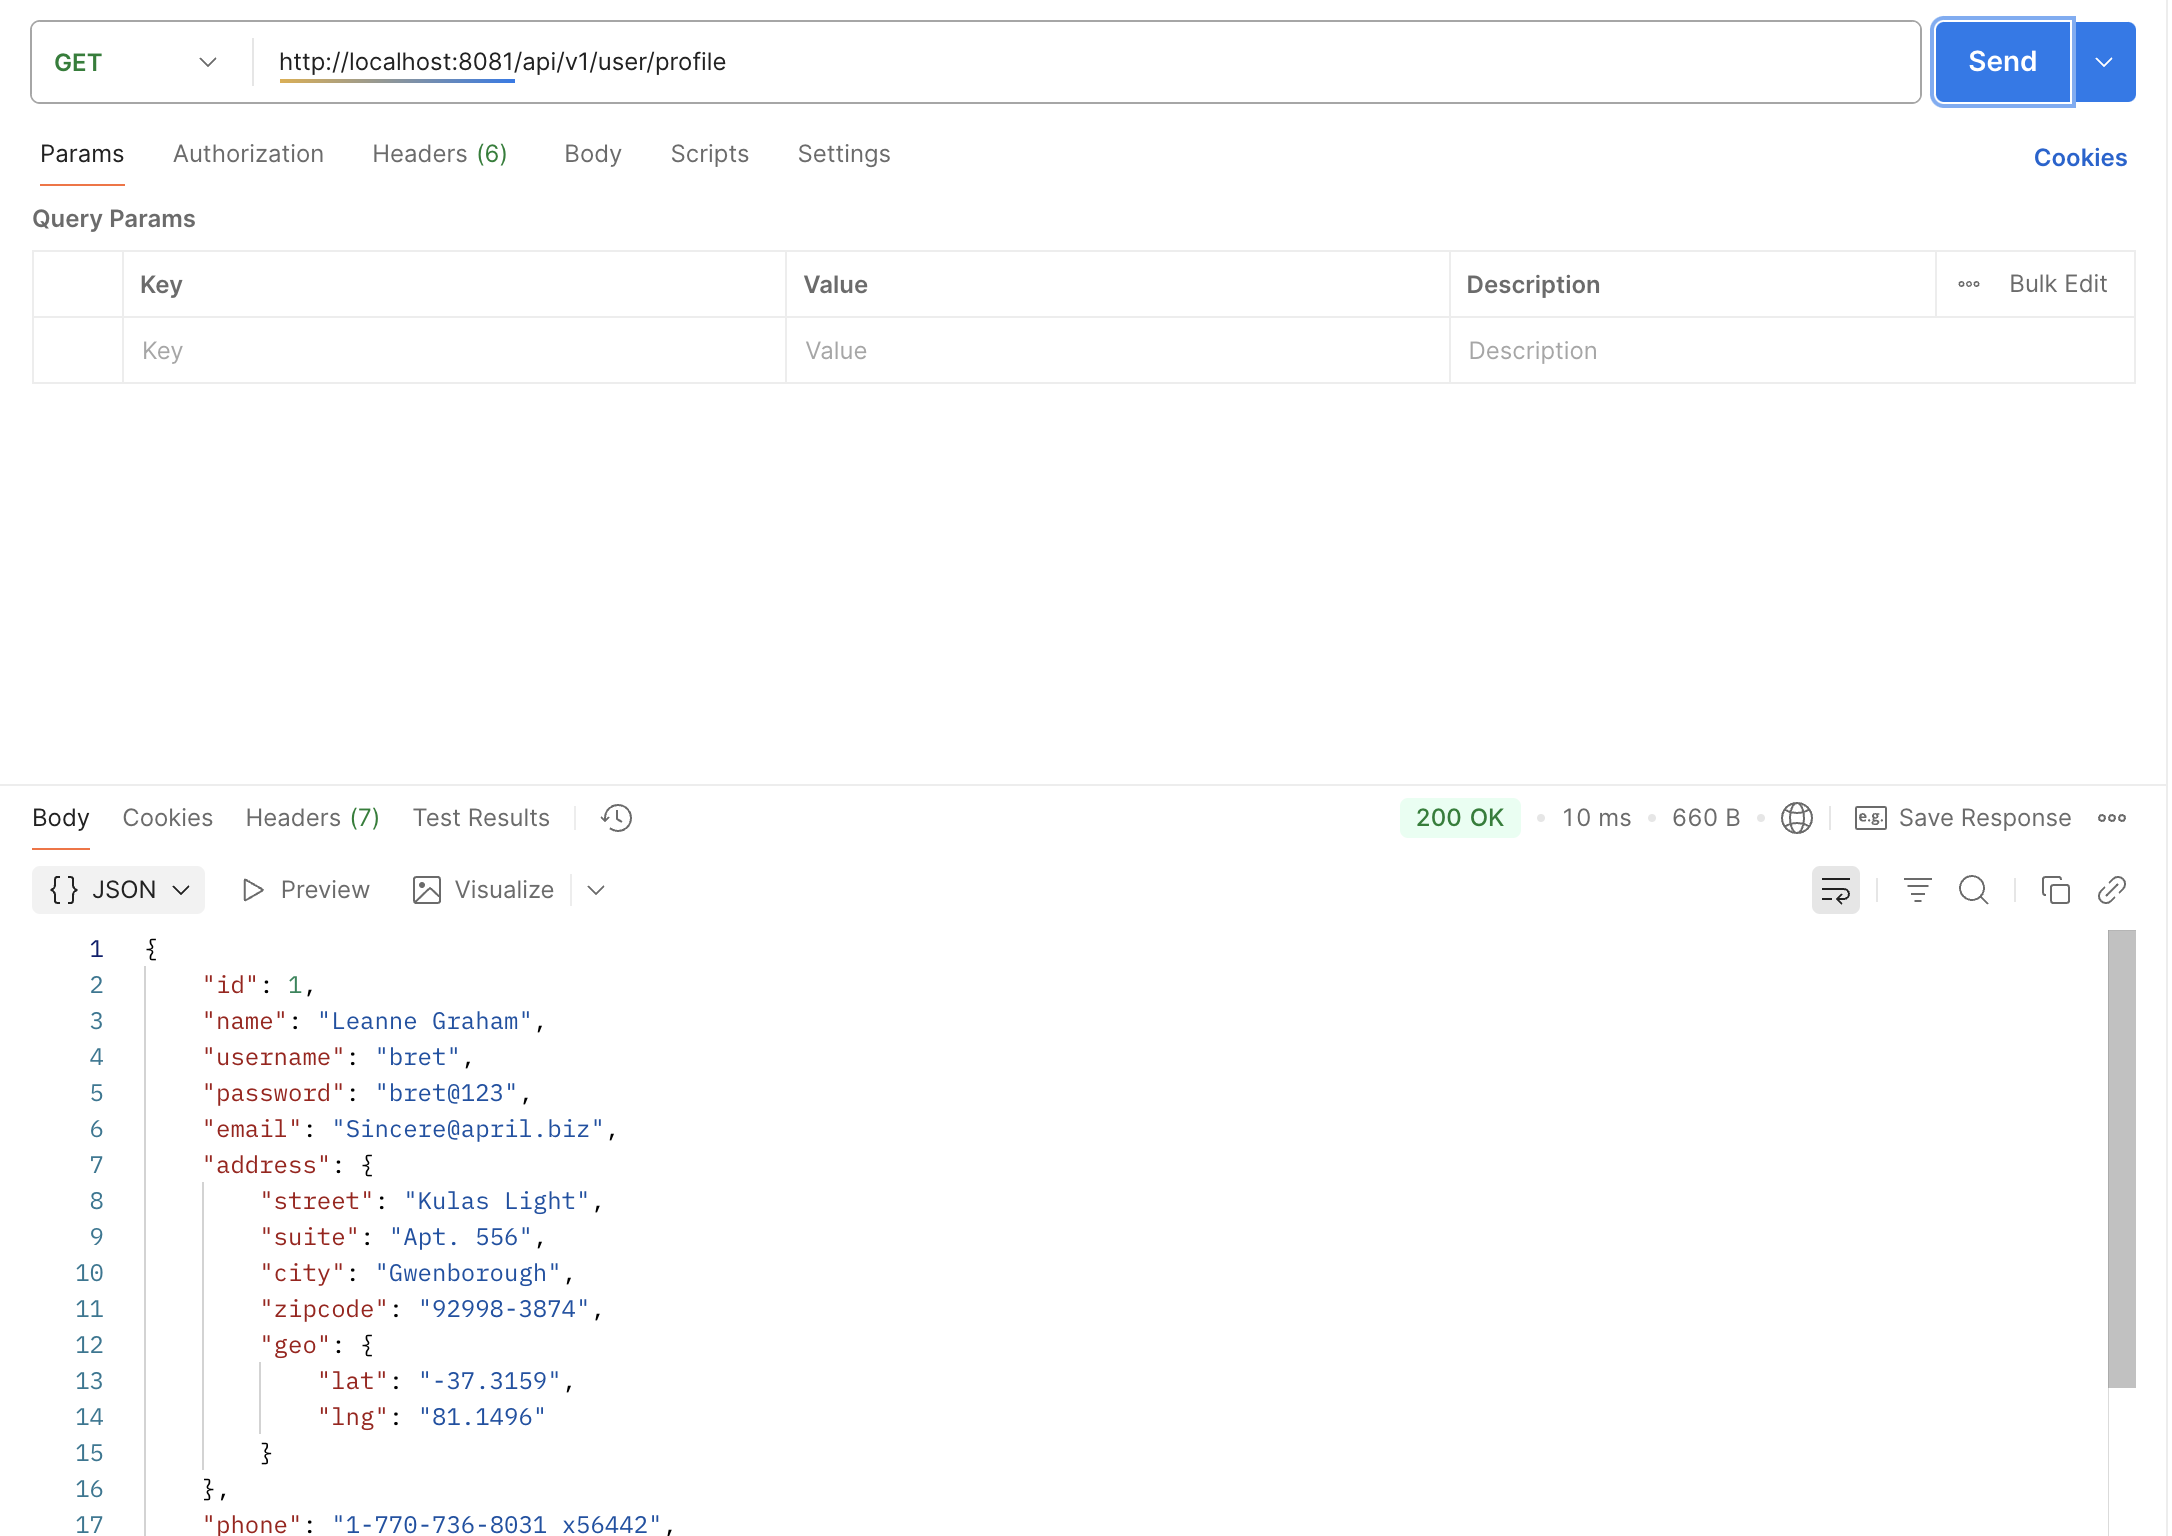 GET http://localhost:8081/api/v1/user/profile Send
Params Authorization Headers (6) Body Scripts Settings Cookies
Query Params
Key Value Description Bulk Edit
Key Value Description
Body Cookies Headers (7) Test Results 200 OK 10 ms 660 B e.g. Save Response
{} JSON Preview Visualize
1 {
2 "id": 1,
3 "name": "Leanne Graham",
4 "username": "bret",
5 "password": "bret@123",
6 "email": "Sincere@april.biz",
7 "address": {
8 "street": "Kulas Light",
9 "suite": "Apt. 556",
10 "city": "Gwenborough",
11 "zipcode": "92998-3874",
12 "geo": {
13 "lat": "-37.3159",
14 "lng": "81.1496"
15 }
16 },
17 "phone": "1-770-736-8031 x56442",